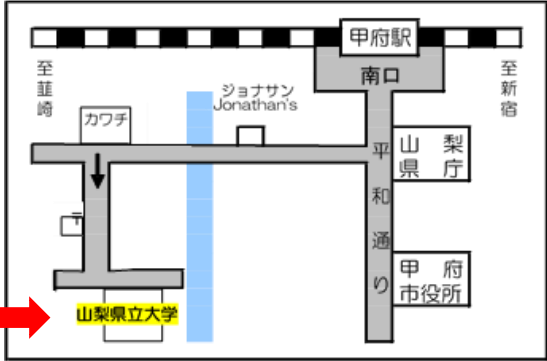 甲府駅
南口
至韮崎
至新宿
ジョナサン
Jonathan's
カワチ
平和通り
山梨
県庁
〒
甲府
市役所
山梨県立大学